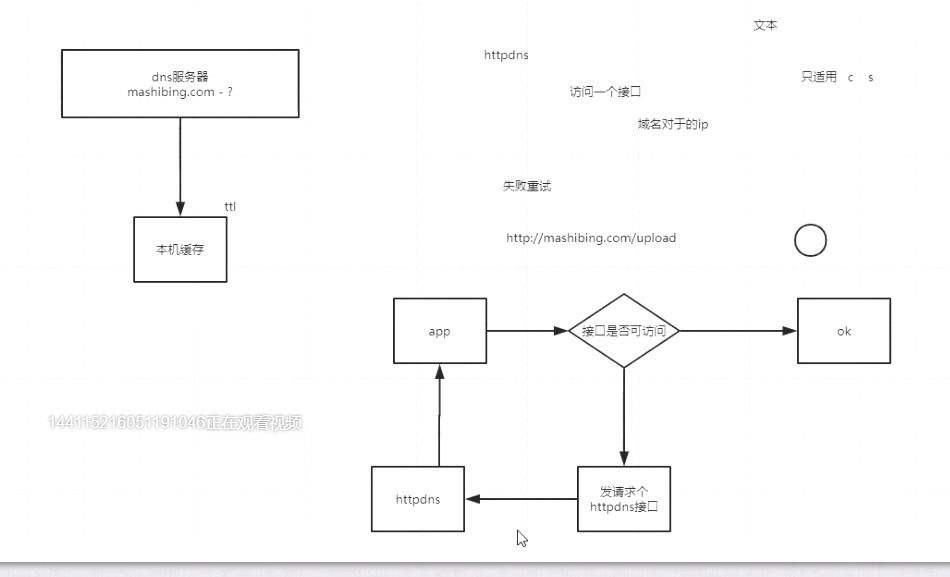 文本
httpdns
dns服务器
mashibing.com - ?
只适用 c s
访问一个接口
域名对于的ip
失败重试
ttl
http://mashibing.com/upload
本机缓存
app
接口是否可访问
ok
144115216051191046正在观看视频
httpdns
发请求个
httpdns接口